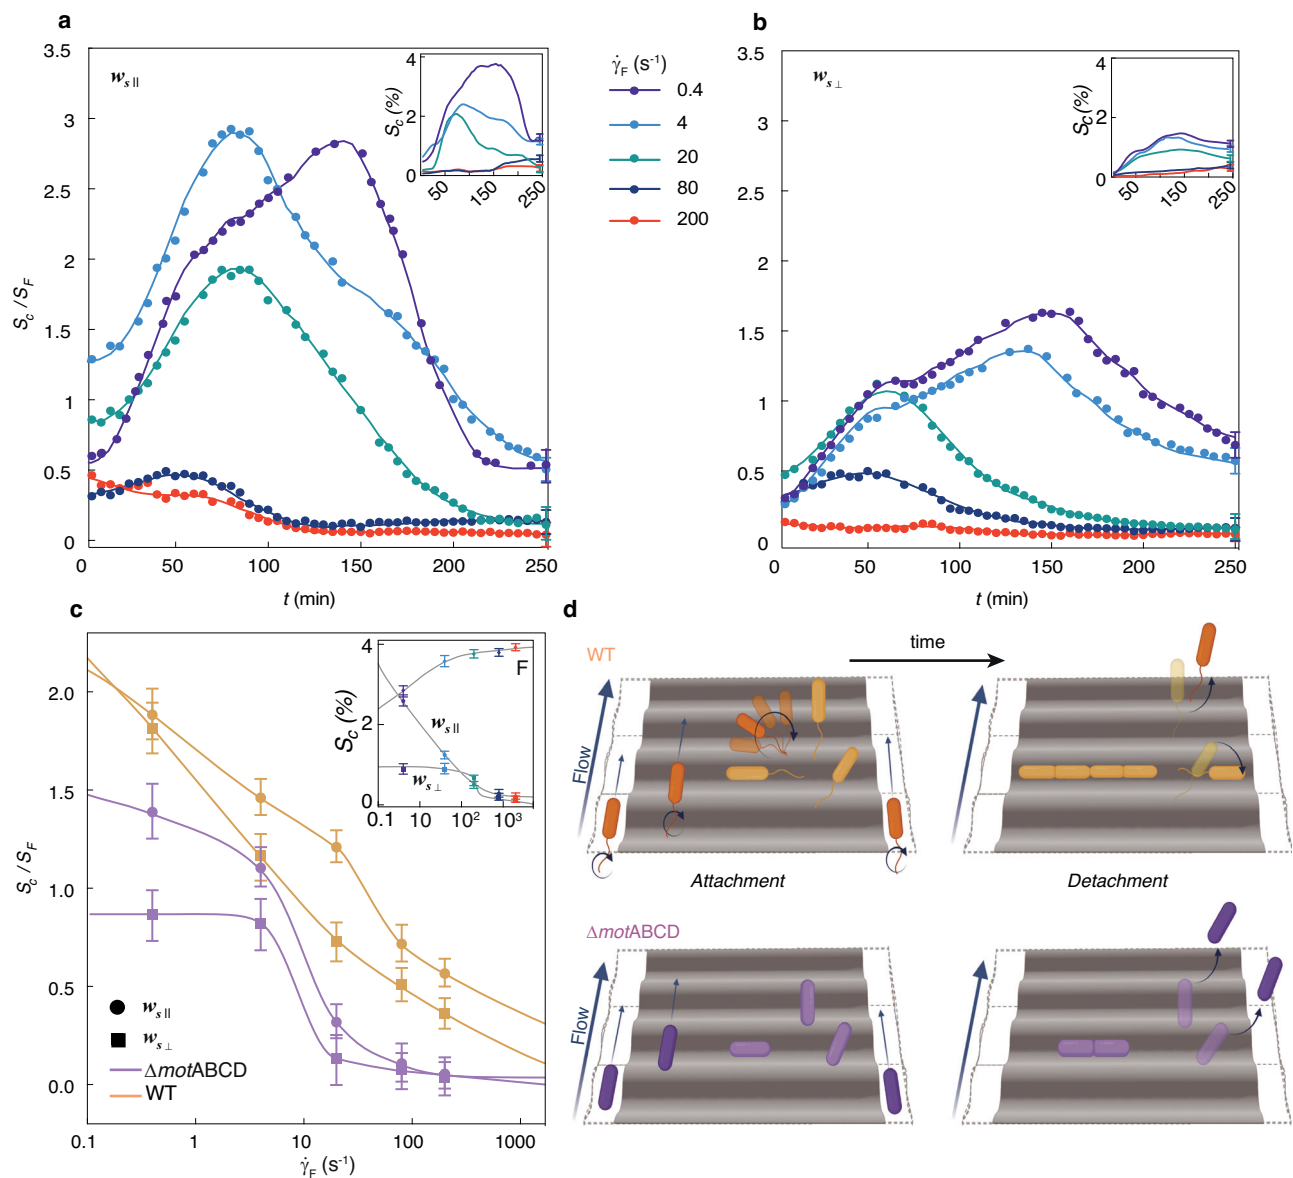 a
w_s||
S_c / S_F
3.5
3
2.5
2
1.5
1
0.5
0
0
50
100
150
200
250
t (min)
S_c (%)
4
2
0
50
150
250
γ̇_F (s⁻¹)
0.4
4
20
80
200
b
w_s⊥
3.5
3
2.5
2
1.5
1
0.5
0
0
50
100
150
200
250
t (min)
S_c (%)
4
2
0
50
150
250
c
S_c / S_F
2.0
1.5
1.0
0.5
0.0
0.1
1
10
100
1000
γ̇_F (s⁻¹)
w_s||
w_s⊥
ΔmotABCD
WT
S_c (%)
4
2
0
F
w_s||
w_s⊥
0.1
10
10²
10³
d
WT
time
Flow
Flow
Attachment
Detachment
ΔmotABCD
Flow
Flow